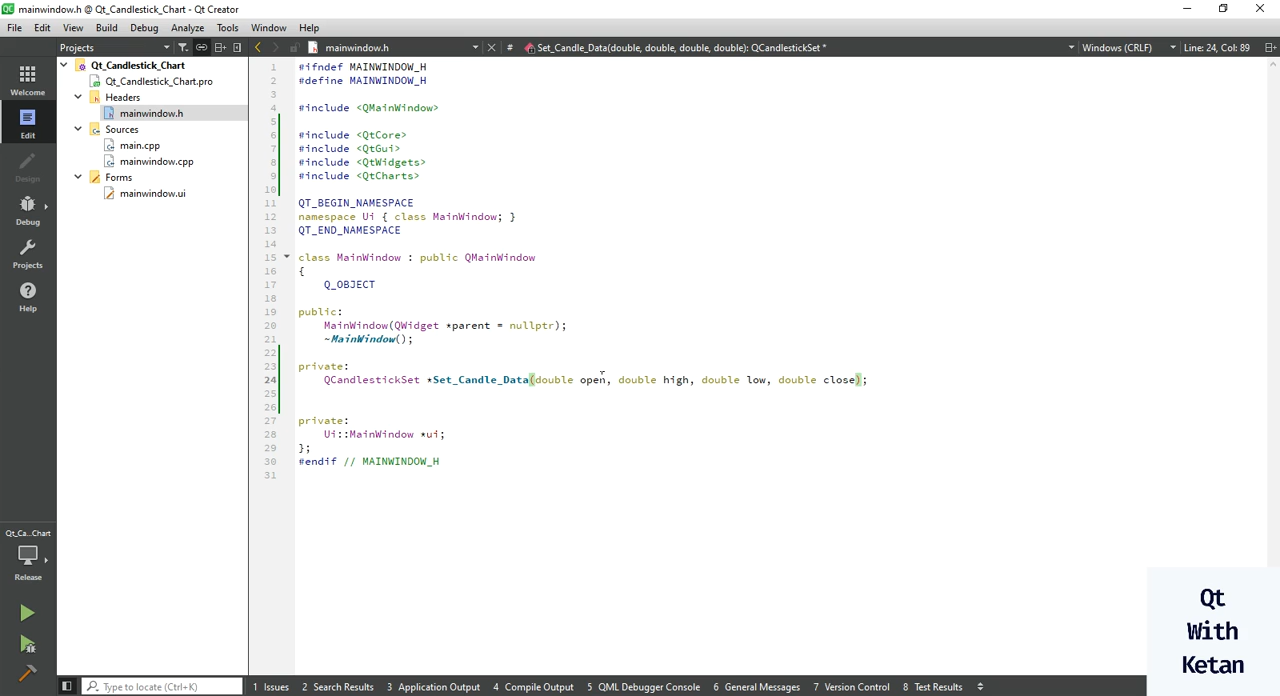 mainwindow.h @ Qt_Candlestick_Chart - Qt Creator
File Edit View Build Debug Analyze Tools Window Help
Projects mainwindow.h # Set_Candle_Data(double, double, double, double): QCandlestickSet * Windows (CRLF) Line: 24, Col: 89
Welcome
Edit
Design
Debug
Projects
Help
Qt_Ca...Chart
Release
Qt_Candlestick_Chart
Qt_Candlestick_Chart.pro
Headers
mainwindow.h
Sources
main.cpp
mainwindow.cpp
Forms
mainwindow.ui
1 #ifndef MAINWINDOW_H
2 #define MAINWINDOW_H
3
4 #include <QMainWindow>
5
6 #include <QtCore>
7 #include <QtGui>
8 #include <QtWidgets>
9 #include <QtCharts>
10
11 QT_BEGIN_NAMESPACE
12 namespace Ui { class MainWindow; }
13 QT_END_NAMESPACE
14
15 class MainWindow : public QMainWindow
16 {
17 Q_OBJECT
18
19 public:
20 MainWindow(QWidget *parent = nullptr);
21 ~MainWindow();
22
23 private:
24 QCandlestickSet *Set_Candle_Data(double open, double high, double low, double close);
25
26
27 private:
28 Ui::MainWindow *ui;
29 };
30 #endif // MAINWINDOW_H
31
Qt
With
Ketan
Type to locate (Ctrl+K) 1 Issues 2 Search Results 3 Application Output 4 Compile Output 5 QML Debugger Console 6 General Messages 7 Version Control 8 Test Results